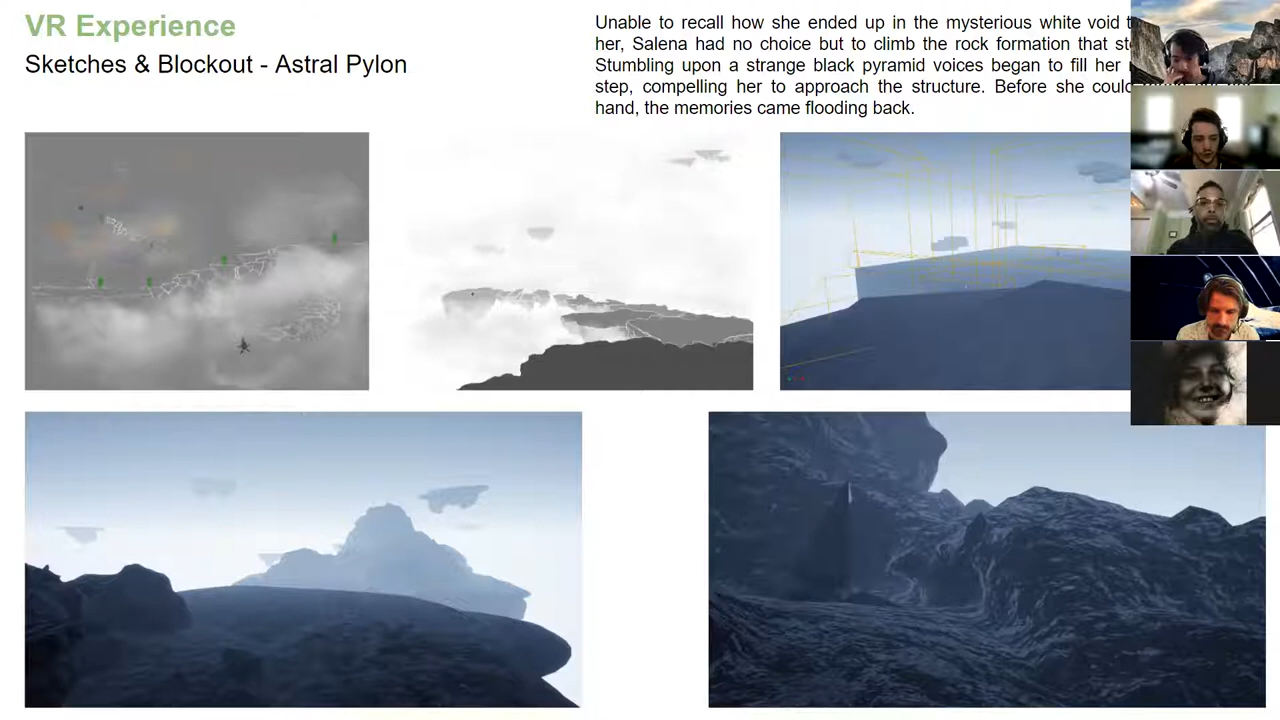 VR Experience
Sketches & Blockout - Astral Pylon
Unable to recall how she ended up in the mysterious white void
her, Salena had no choice but to climb the rock formation that
Stumbling upon a strange black pyramid voices began to fill her
step, compelling her to approach the structure. Before she could
hand, the memories came flooding back.